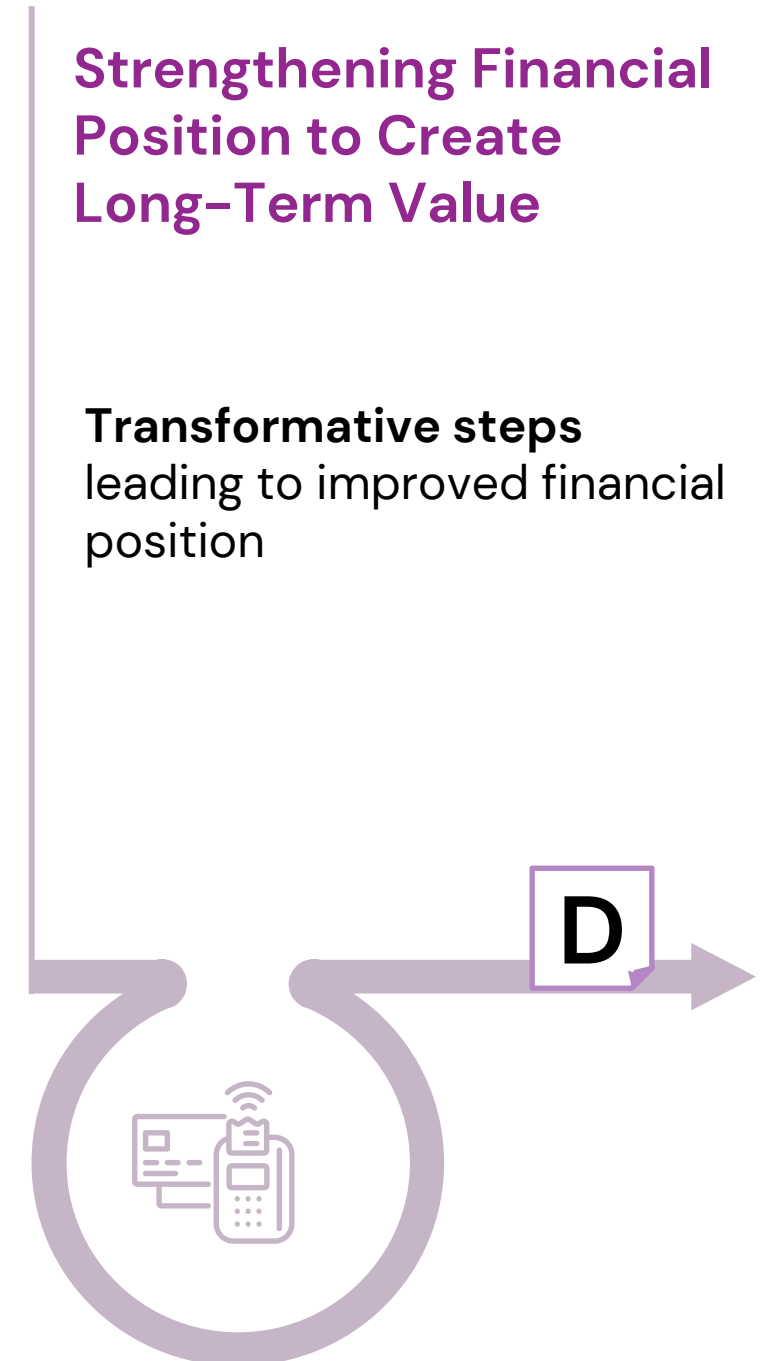 Strengthening Financial
Position to Create
Long-Term Value
Transformative steps
leading to improved financial
position
D